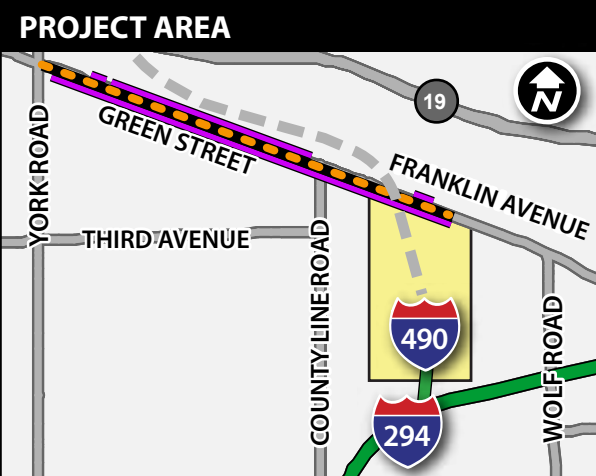 PROJECT AREA
N
19
YORK ROAD
GREEN STREET
FRANKLIN AVENUE
THIRD AVENUE
COUNTY LINE ROAD
WOLF ROAD
490
294